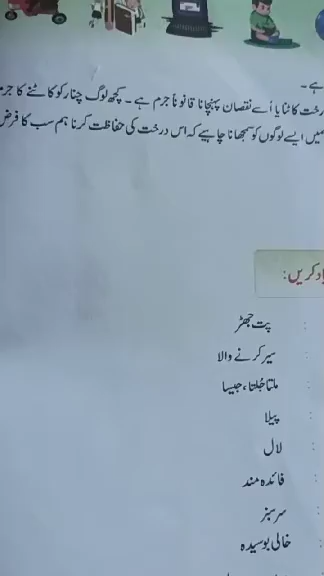 ہے۔
درخت کاٹنا یا اُسے نقصان پہنچانا قانوناً جرم ہے۔ کچھ لوگ چنار کو کاٹنے کا جرم
میں ایسے لوگوں کو سمجھانا چاہیے کہ اس درخت کی حفاظت کرنا ہم سب کا فرض
یاد کریں:
: پت جھڑ
: سیر کرنے والا
: ملتا جُلتا، جیسا
: پیلا
: لال
: فائدہ مند
: سرسبز
: خالی بوسیدہ